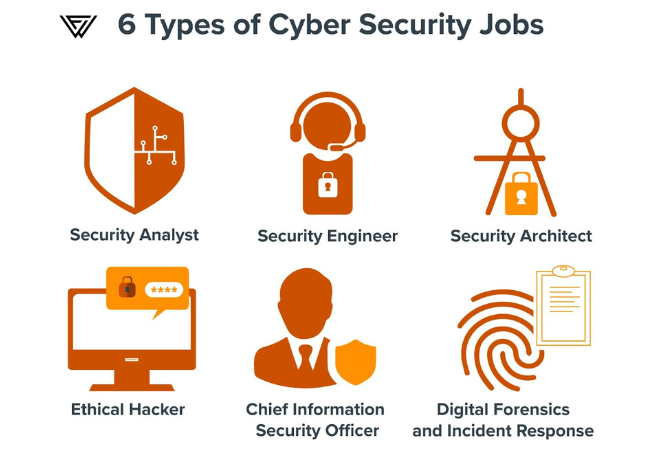 6 Types of Cyber Security Jobs
Security Analyst
Security Engineer
Security Architect
****
Ethical Hacker
Chief Information
Security Officer
Digital Forensics
and Incident Response